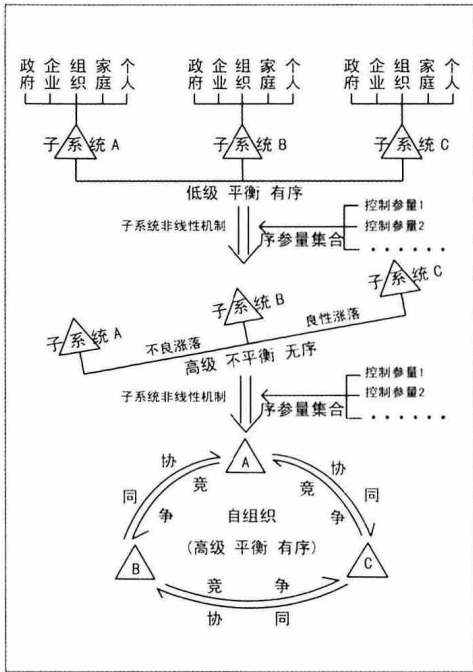 政府 企业 组织 家庭 个人 政府 企业 组织 家庭 个人 政府 企业 组织 家庭 个人
子系统A 子系统B 子系统C
低级 平衡 有序
控制参量1
子系统非线性机制 控制参量2
序参量集合
······
子系统C
子系统B
子系统A
良性涨落
不良涨落
高级 不平衡 无序
控制参量1
子系统非线性机制 控制参量2
序参量集合
······
A
协 协
同 竞 竞 同
争 自组织 争
(高级 平衡 有序)
B C
竞 争
协 同